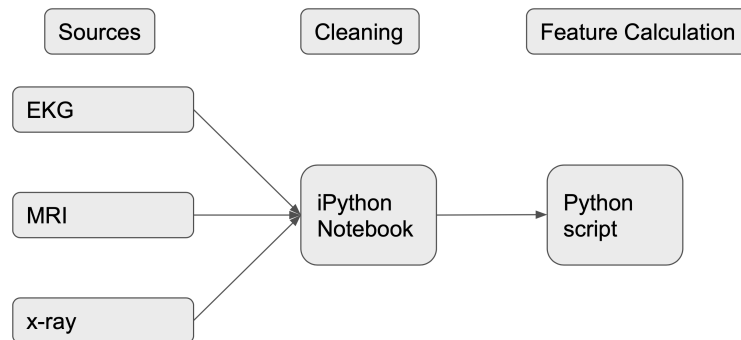 Sources
Cleaning
Feature Calculation
EKG
MRI
iPython
Notebook
Python
script
x-ray